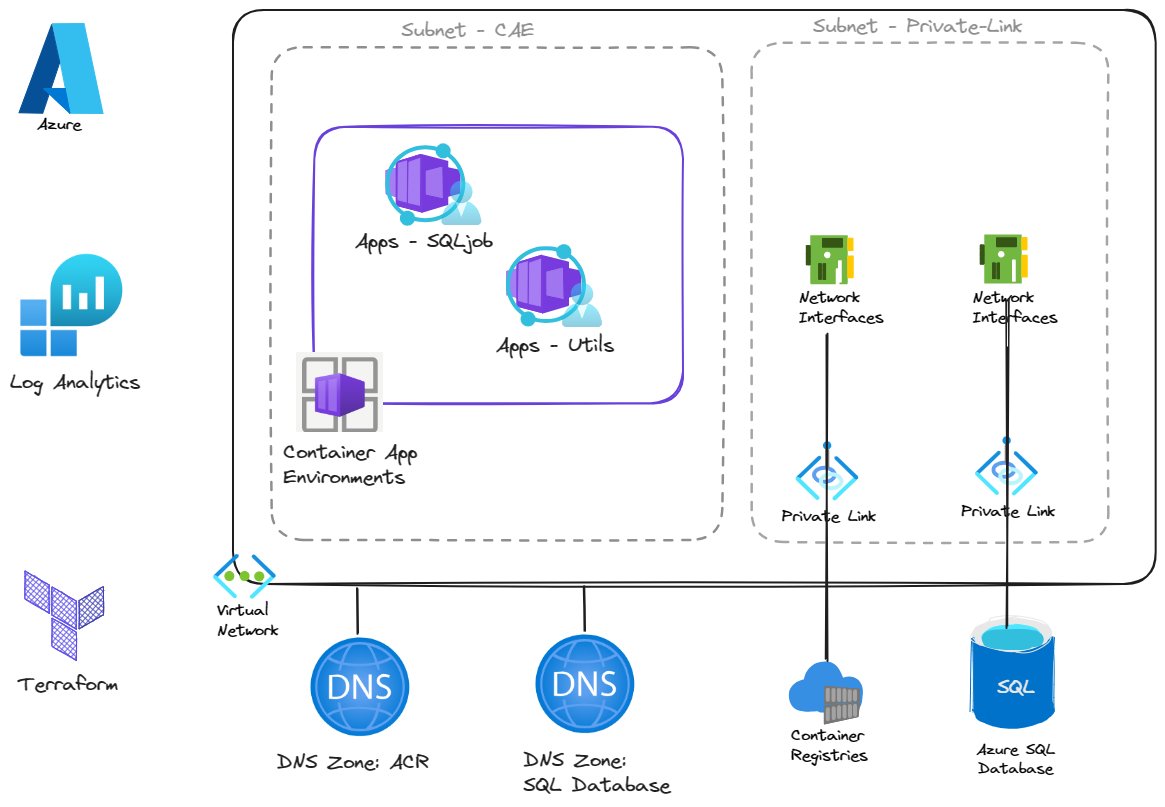 Subnet - CAE
Subnet - Private-Link
Azure
Apps - SQLjob
Apps - Utils
Network
Interfaces
Network
Interfaces
Log Analytics
Container App
Environments
Private Link
Private Link
Virtual
Network
Terraform
DNS
DNS
SQL
DNS Zone: ACR
DNS Zone:
SQL Database
Container
Registries
Azure SQL
Database